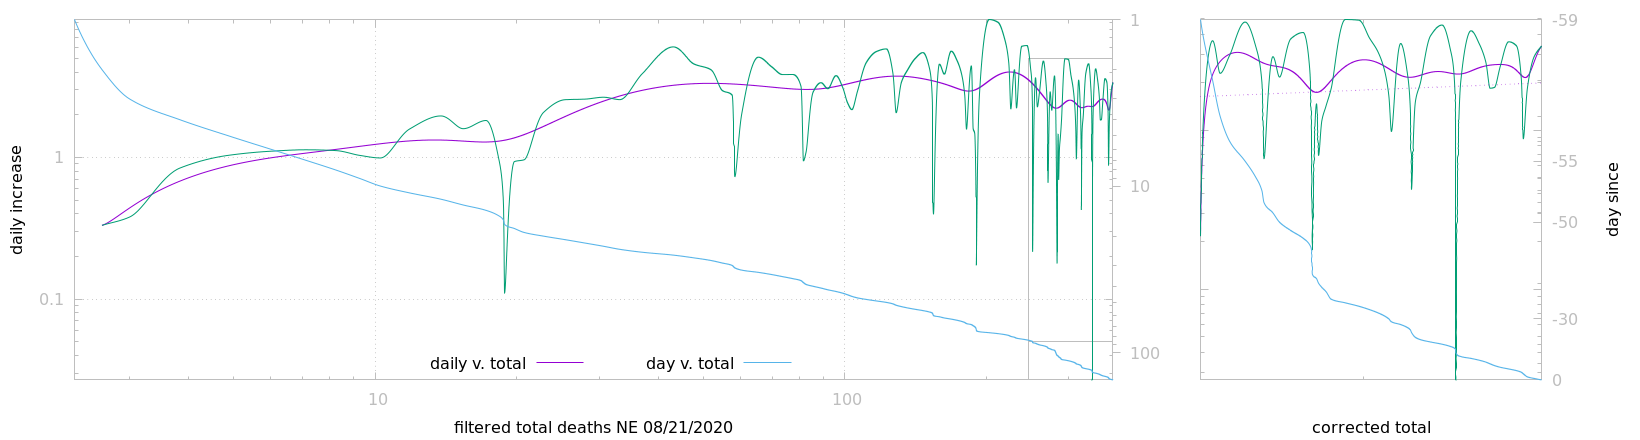 daily increase
1
0.1
10
100
1
10
100
daily v. total
day v. total
filtered total deaths NE 08/21/2020
-59
-55
-50
-30
0
day since
corrected total